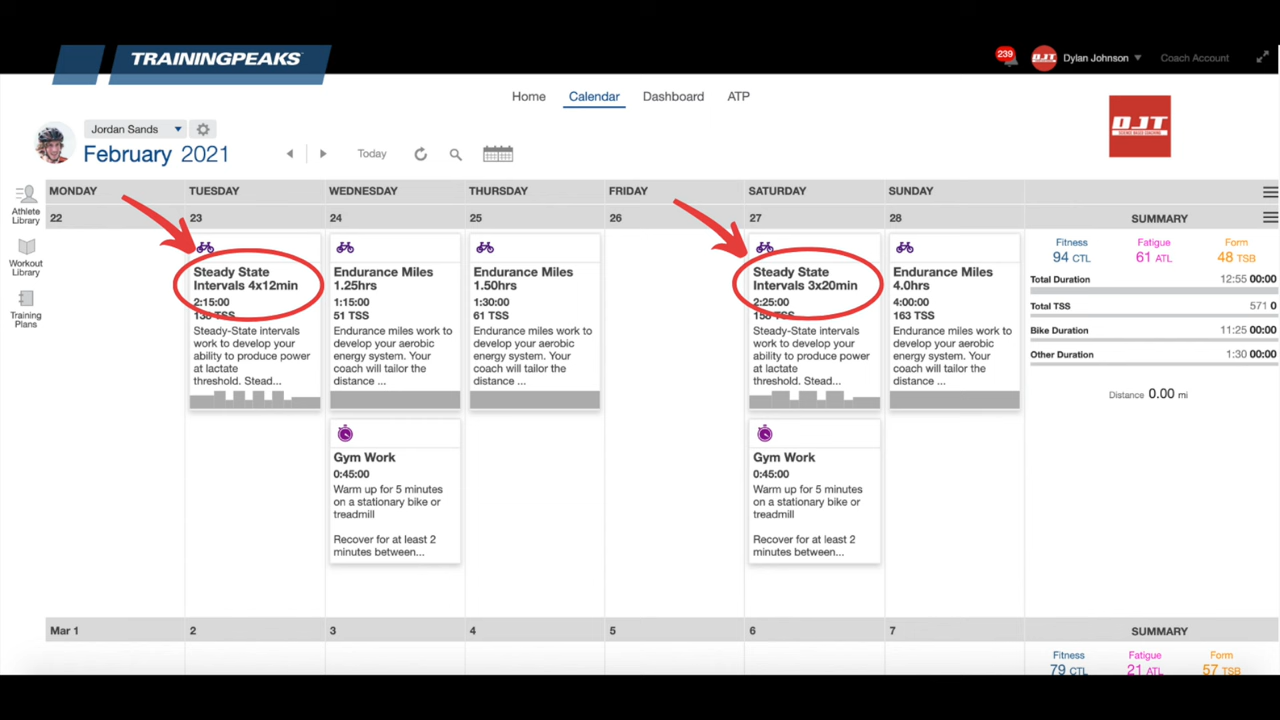 TRAININGPEAKS
239
DJT
Dylan Johnson
Coach Account
Home Calendar Dashboard ATP
Jordan Sands
February 2021
Today
DJT
Athlete
Library
Workout
Library
Training
Plans
MONDAY TUESDAY WEDNESDAY THURSDAY FRIDAY SATURDAY SUNDAY
22 23 24 25 26 27 28 SUMMARY
Steady State
Intervals 4x12min
2:15:00
138 TSS
Steady-State intervals
work to develop your
ability to produce power
at lactate
threshold. Stead...
Endurance Miles
1.25hrs
1:15:00
51 TSS
Endurance miles work to
develop your aerobic
energy system. Your
coach will tailor the
distance ...
Gym Work
0:45:00
Warm up for 5 minutes
on a stationary bike or
treadmill
Recover for at least 2
minutes between...
Endurance Miles
1.50hrs
1:30:00
61 TSS
Endurance miles work to
develop your aerobic
energy system. Your
coach will tailor the
distance ...
Steady State
Intervals 3x20min
2:25:00
158 TSS
Steady-State intervals
work to develop your
ability to produce power
at lactate
threshold. Stead...
Gym Work
0:45:00
Warm up for 5 minutes
on a stationary bike or
treadmill
Recover for at least 2
minutes between...
Endurance Miles
4.0hrs
4:00:00
163 TSS
Endurance miles work to
develop your aerobic
energy system. Your
coach will tailor the
distance ...
Fitness Fatigue Form
94 CTL 61 ATL 48 TSB
Total Duration 12:55 00:00
Total TSS 571 0
Bike Duration 11:25 00:00
Other Duration 1:30 00:00
Distance 0.00 mi
Mar 1 2 3 4 5 6 7 SUMMARY
Fitness Fatigue Form
79 CTL 21 ATL 57 TSB